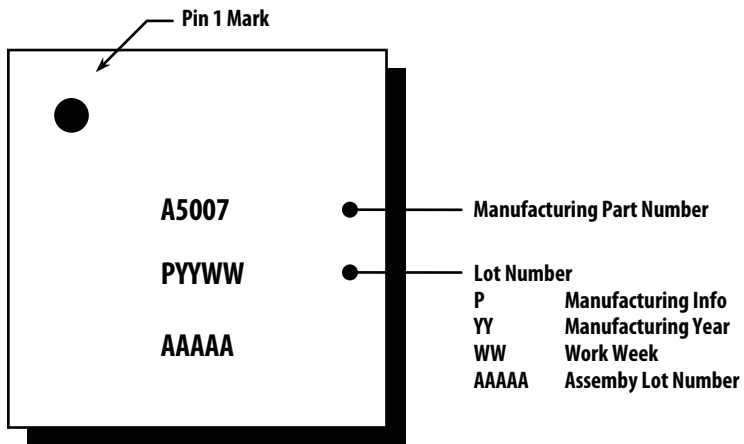 Pin 1 Mark
A5007
Manufacturing Part Number
PYYWW
Lot Number
P Manufacturing Info
YY Manufacturing Year
WW Work Week
AAAAA
AAAAA Assemby Lot Number